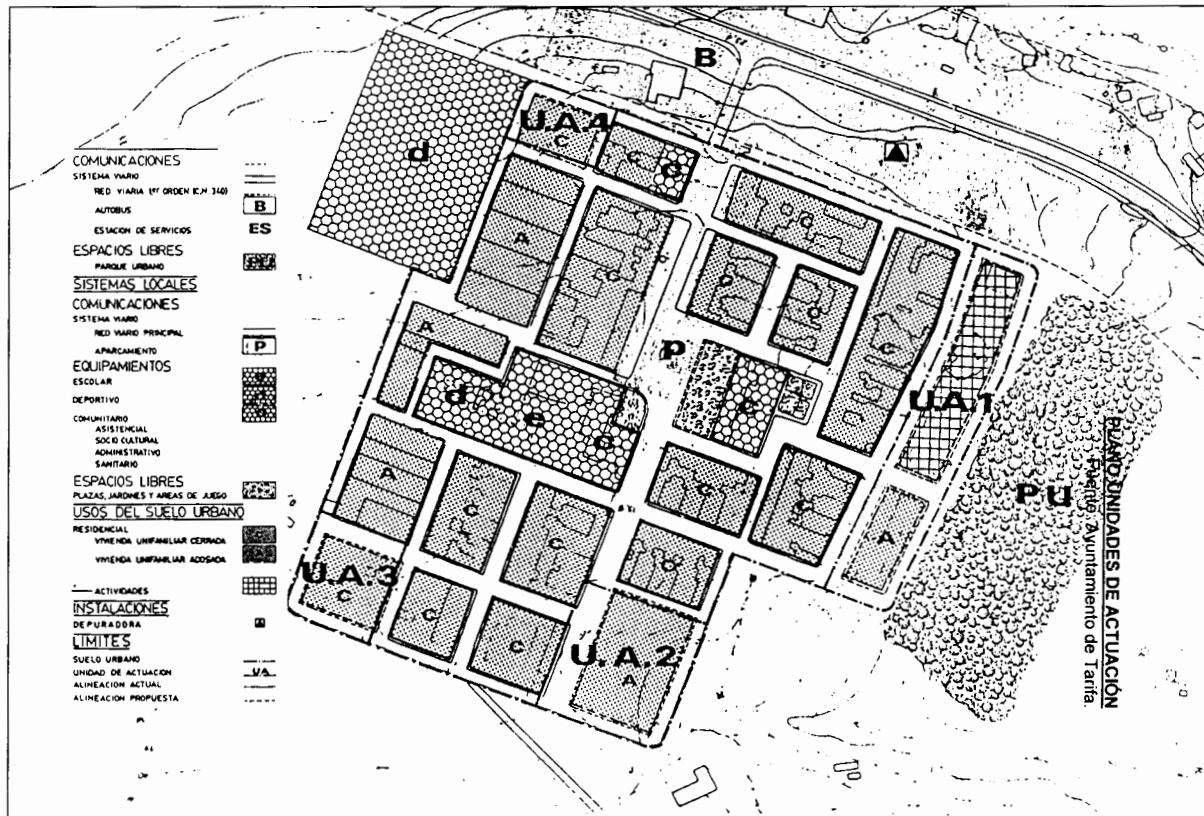 COMUNICACIONES
SISTEMA VIARIO
RED VIARIA 1er ORDEN (C.N. 340)
AUTOBUS B
ESTACION DE SERVICIOS ES
ESPACIOS LIBRES
PARQUE URBANO
SISTEMAS LOCALES
COMUNICACIONES
SISTEMA VIARIO
RED VIARIO PRINCIPAL
APARCAMIENTO P
EQUIPAMIENTOS
ESCOLAR
DEPORTIVO
COMUNITARIO
ASISTENCIAL
SOCIO CULTURAL
ADMINISTRATIVO
SANITARIO
ESPACIOS LIBRES
PLAZAS, JARDINES Y AREAS DE JUEGO
USOS DEL SUELO URBANO
RESIDENCIAL
VIVIENDA UNIFAMILIAR CERRADA
VIVIENDA UNIFAMILIAR ADOSADA
ACTIVIDADES
INSTALACIONES
DEPURADORA
LIMITES
SUELO URBANO
UNIDAD DE ACTUACION UA
ALINEACION ACTUAL
ALINEACION PROPUESTA
B
U.A.4
d
C
C
C
A
C
C
C
A
p
d
e
c
C
U.A.1
A
C
C
C
C
C
A
P U
U.A.3
C
C
C
U.A.2
A
PLANO UNIDADES DE ACTUACIÓN
Fuente: Ayuntamiento de Tarifa.